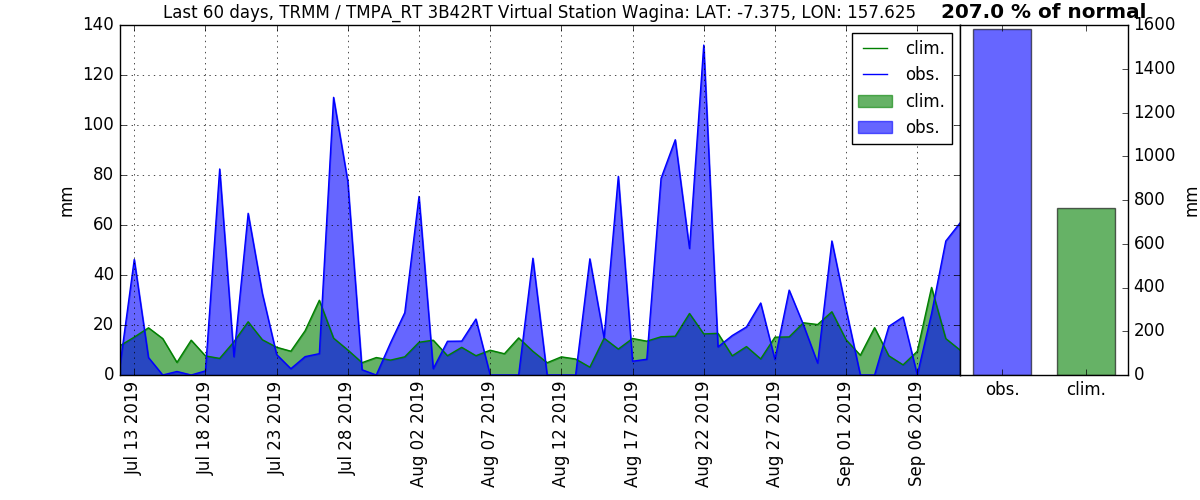 Last 60 days, TRMM / TMPA_RT 3B42RT Virtual Station Wagina: LAT: -7.375, LON: 157.625
207.0 % of normal
140
120
100
80
60
40
20
0
mm
clim.
obs.
clim.
obs.
1600
1400
1200
1000
800
600
400
200
0
mm
Jul 13 2019
Jul 18 2019
Jul 23 2019
Jul 28 2019
Aug 02 2019
Aug 07 2019
Aug 12 2019
Aug 17 2019
Aug 22 2019
Aug 27 2019
Sep 01 2019
Sep 06 2019
obs.
clim.